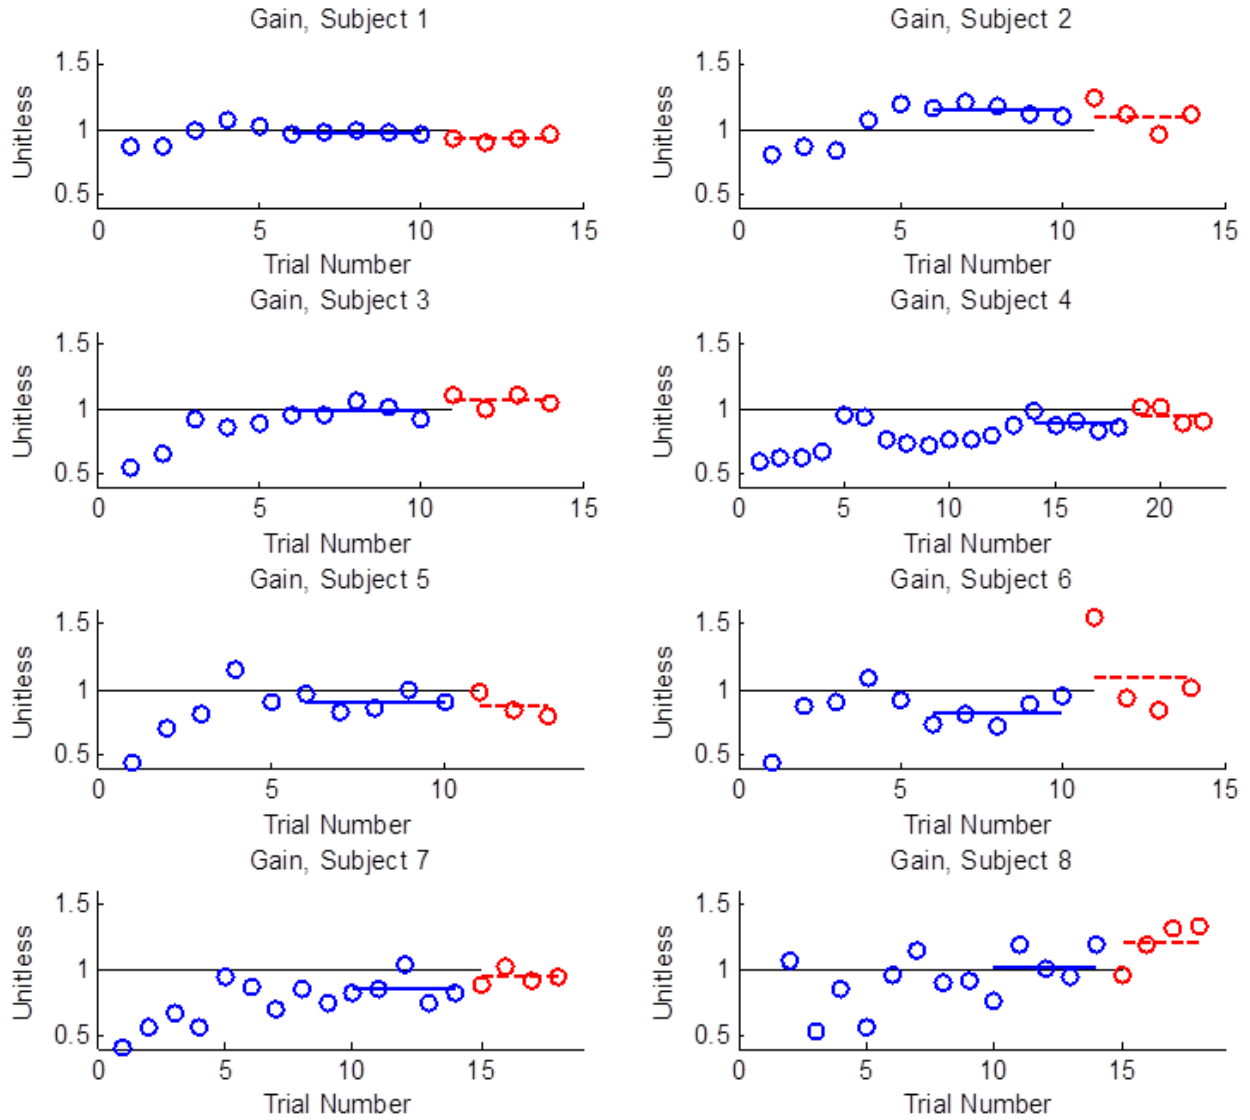 Gain, Subject 1
Unitless
1.5
1
0.5
0 5 10 15
Trial Number
Gain, Subject 2
Unitless
1.5
1
0.5
0 5 10 15
Trial Number
Gain, Subject 3
Unitless
1.5
1
0.5
0 5 10 15
Trial Number
Gain, Subject 4
Unitless
1.5
1
0.5
0 5 10 15 20
Trial Number
Gain, Subject 5
Unitless
1.5
1
0.5
0 5 10
Trial Number
Gain, Subject 6
Unitless
1.5
1
0.5
0 5 10 15
Trial Number
Gain, Subject 7
Unitless
1.5
1
0.5
0 5 10 15
Trial Number
Gain, Subject 8
Unitless
1.5
1
0.5
0 5 10 15
Trial Number